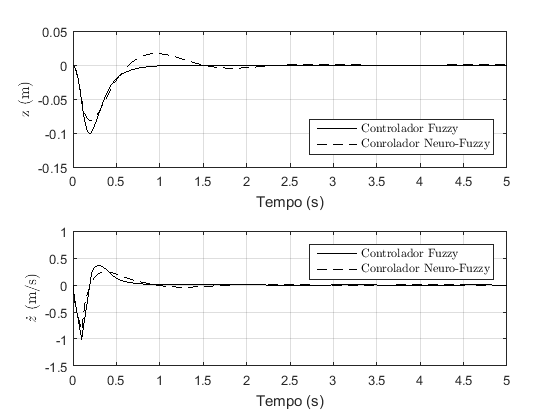 0.05
0
-0.05
-0.1
-0.15
z (m)
0 0.5 1 1.5 2 2.5 3 3.5 4 4.5 5
Tempo (s)
Controlador Fuzzy
Conrolador Neuro-Fuzzy
1
0.5
0
-0.5
-1
-1.5
ż (m/s)
0 0.5 1 1.5 2 2.5 3 3.5 4 4.5 5
Tempo (s)
Controlador Fuzzy
Conrolador Neuro-Fuzzy